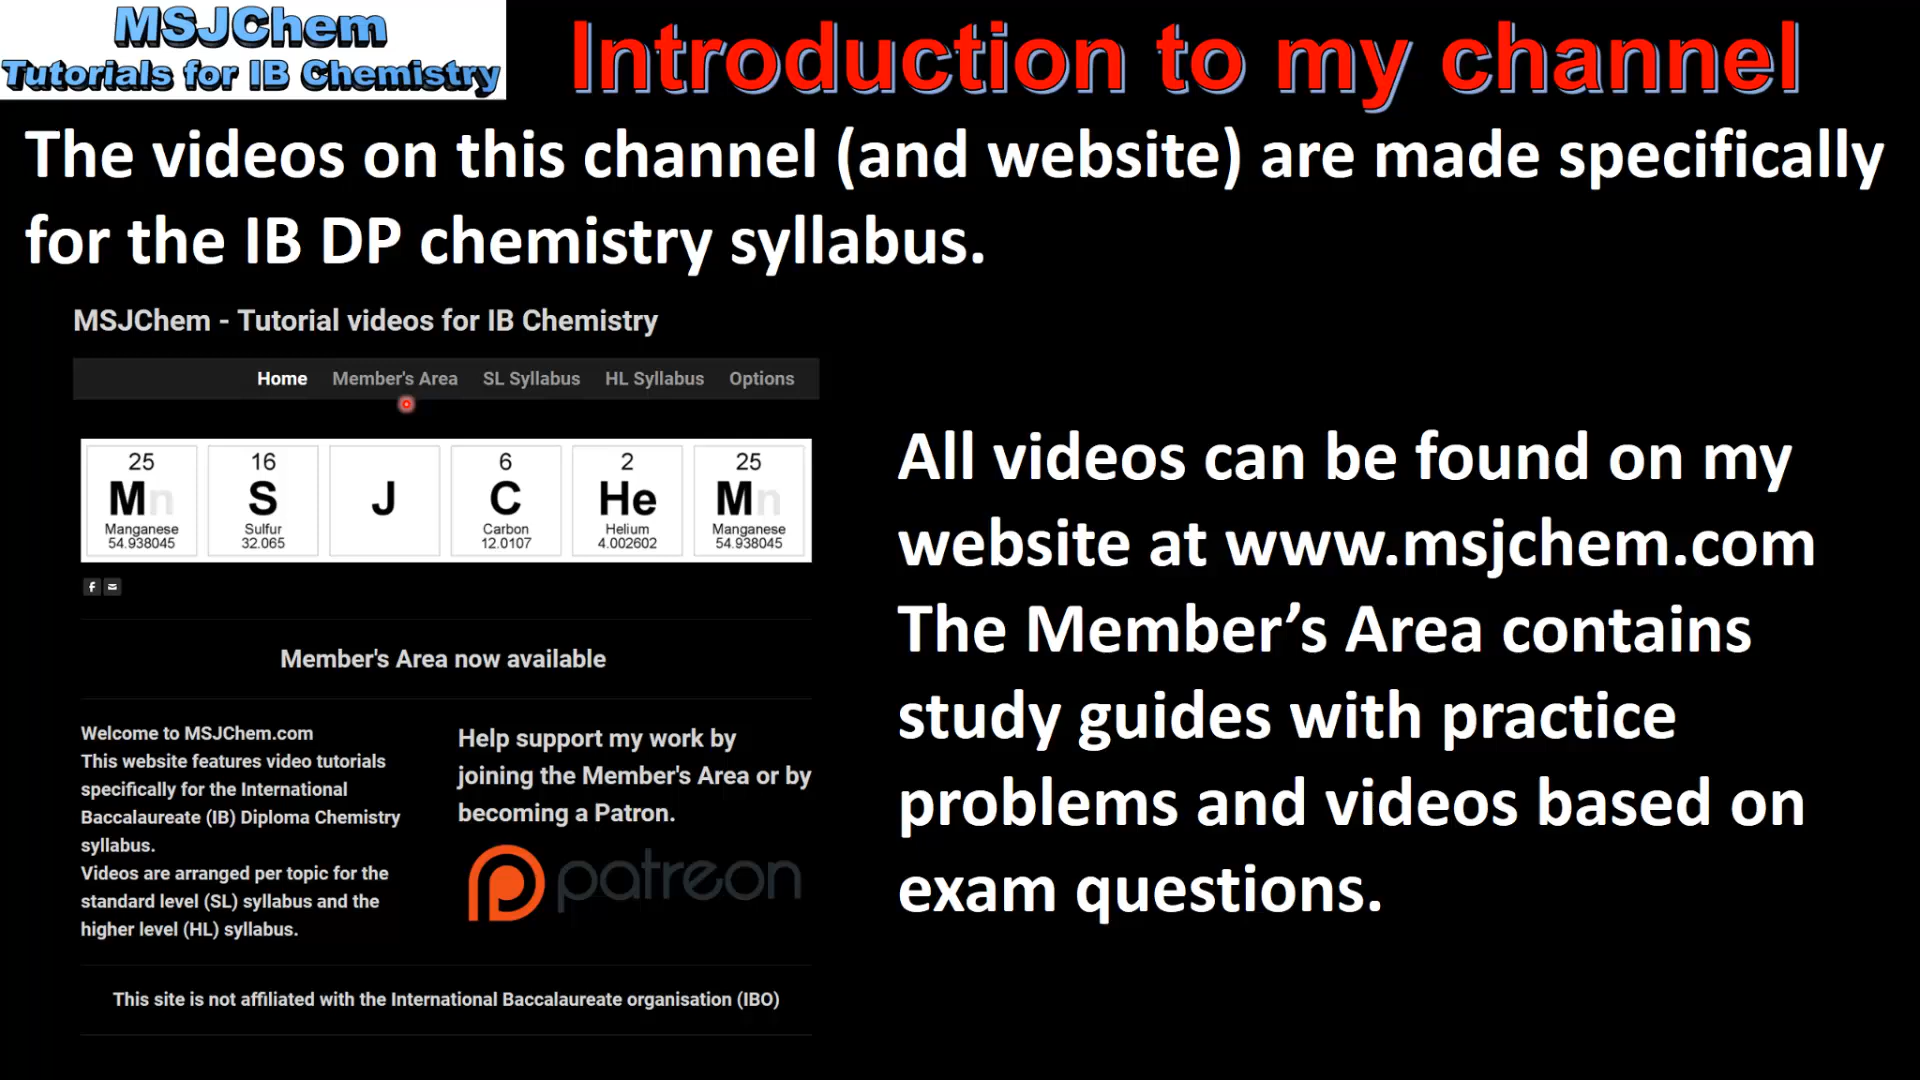 MSJChem
Tutorials for IB Chemistry
Introduction to my channel
The videos on this channel (and website) are made specifically
for the IB DP chemistry syllabus.
MSJChem - Tutorial videos for IB Chemistry
Home Member's Area SL Syllabus HL Syllabus Options
25 16 6 2 25
Mn S J C He Mn
Manganese Sulfur Carbon Helium Manganese
54.938045 32.065 12.0107 4.002602 54.938045
f
Member's Area now available
Welcome to MSJChem.com
This website features video tutorials
specifically for the International
Baccalaureate (IB) Diploma Chemistry
syllabus.
Videos are arranged per topic for the
standard level (SL) syllabus and the
higher level (HL) syllabus.
Help support my work by
joining the Member's Area or by
becoming a Patron.
patreon
This site is not affiliated with the International Baccalaureate organisation (IBO)
All videos can be found on my
website at www.msjchem.com
The Member’s Area contains
study guides with practice
problems and videos based on
exam questions.